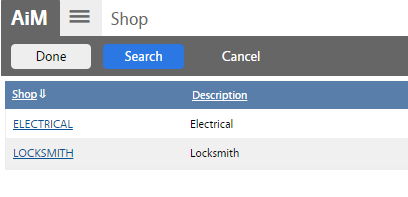 AiM Shop
Done Search Cancel
Shop⇓ Description
ELECTRICAL Electrical
LOCKSMITH Locksmith